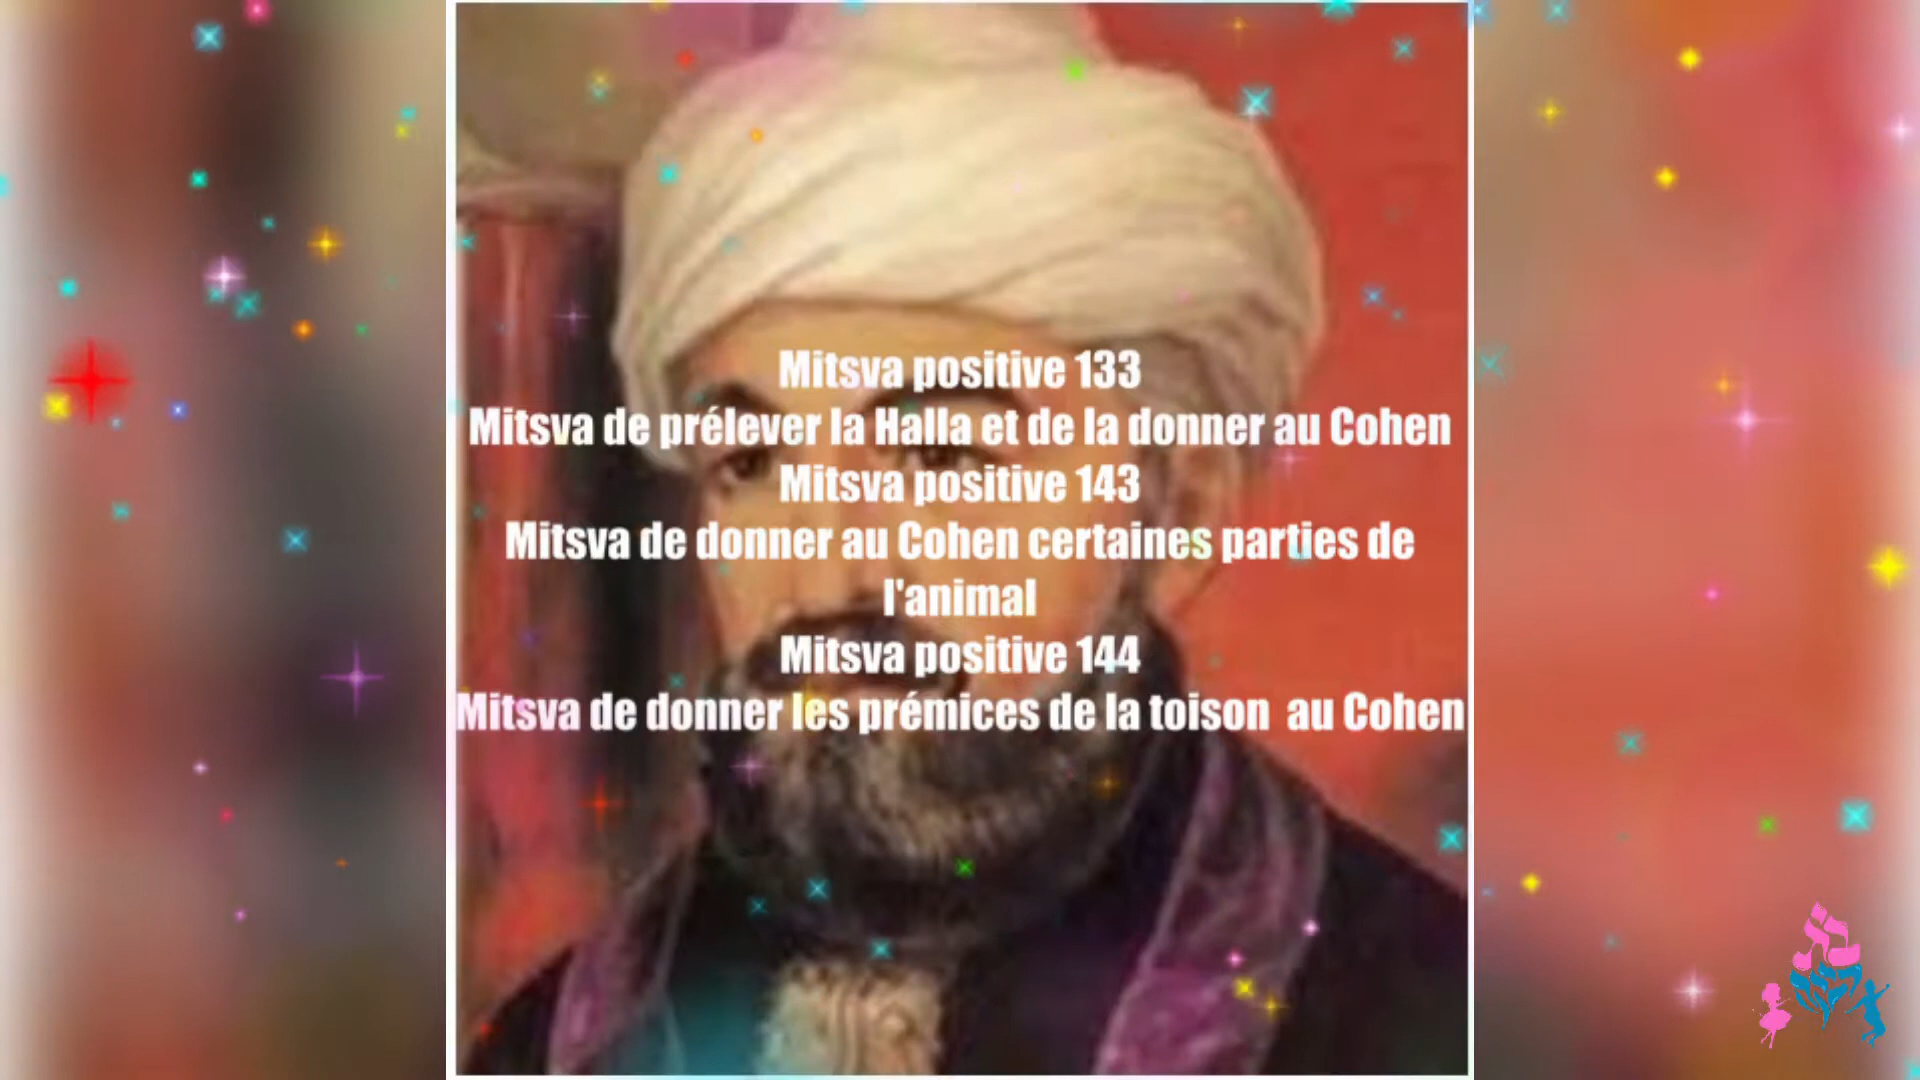 Mitsva positive 133
Mitsva de prélever la Halla et de la donner au Cohen
Mitsva positive 143
Mitsva de donner au Cohen certaines parties de
l'animal
Mitsva positive 144
Mitsva de donner les prémices de la toison  au Cohen